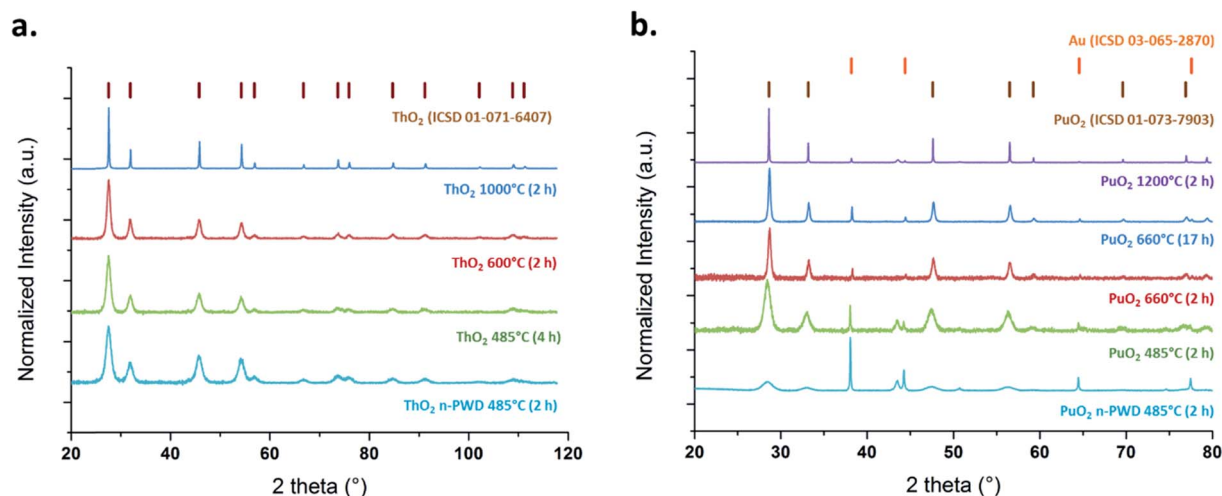 a.
Normalized Intensity (a.u.)
ThO₂ (ICSD 01-071-6407)
ThO₂ 1000°C (2 h)
ThO₂ 600°C (2 h)
ThO₂ 485°C (4 h)
ThO₂ n-PWD 485°C (2 h)
20 40 60 80 100 120
2 theta (°)
b.
Normalized Intensity (a.u.)
Au (ICSD 03-065-2870)
PuO₂ (ICSD 01-073-7903)
PuO₂ 1200°C (2 h)
PuO₂ 660°C (17 h)
PuO₂ 660°C (2 h)
PuO₂ 485°C (2 h)
PuO₂ n-PWD 485°C (2 h)
20 30 40 50 60 70 80
2 theta (°)